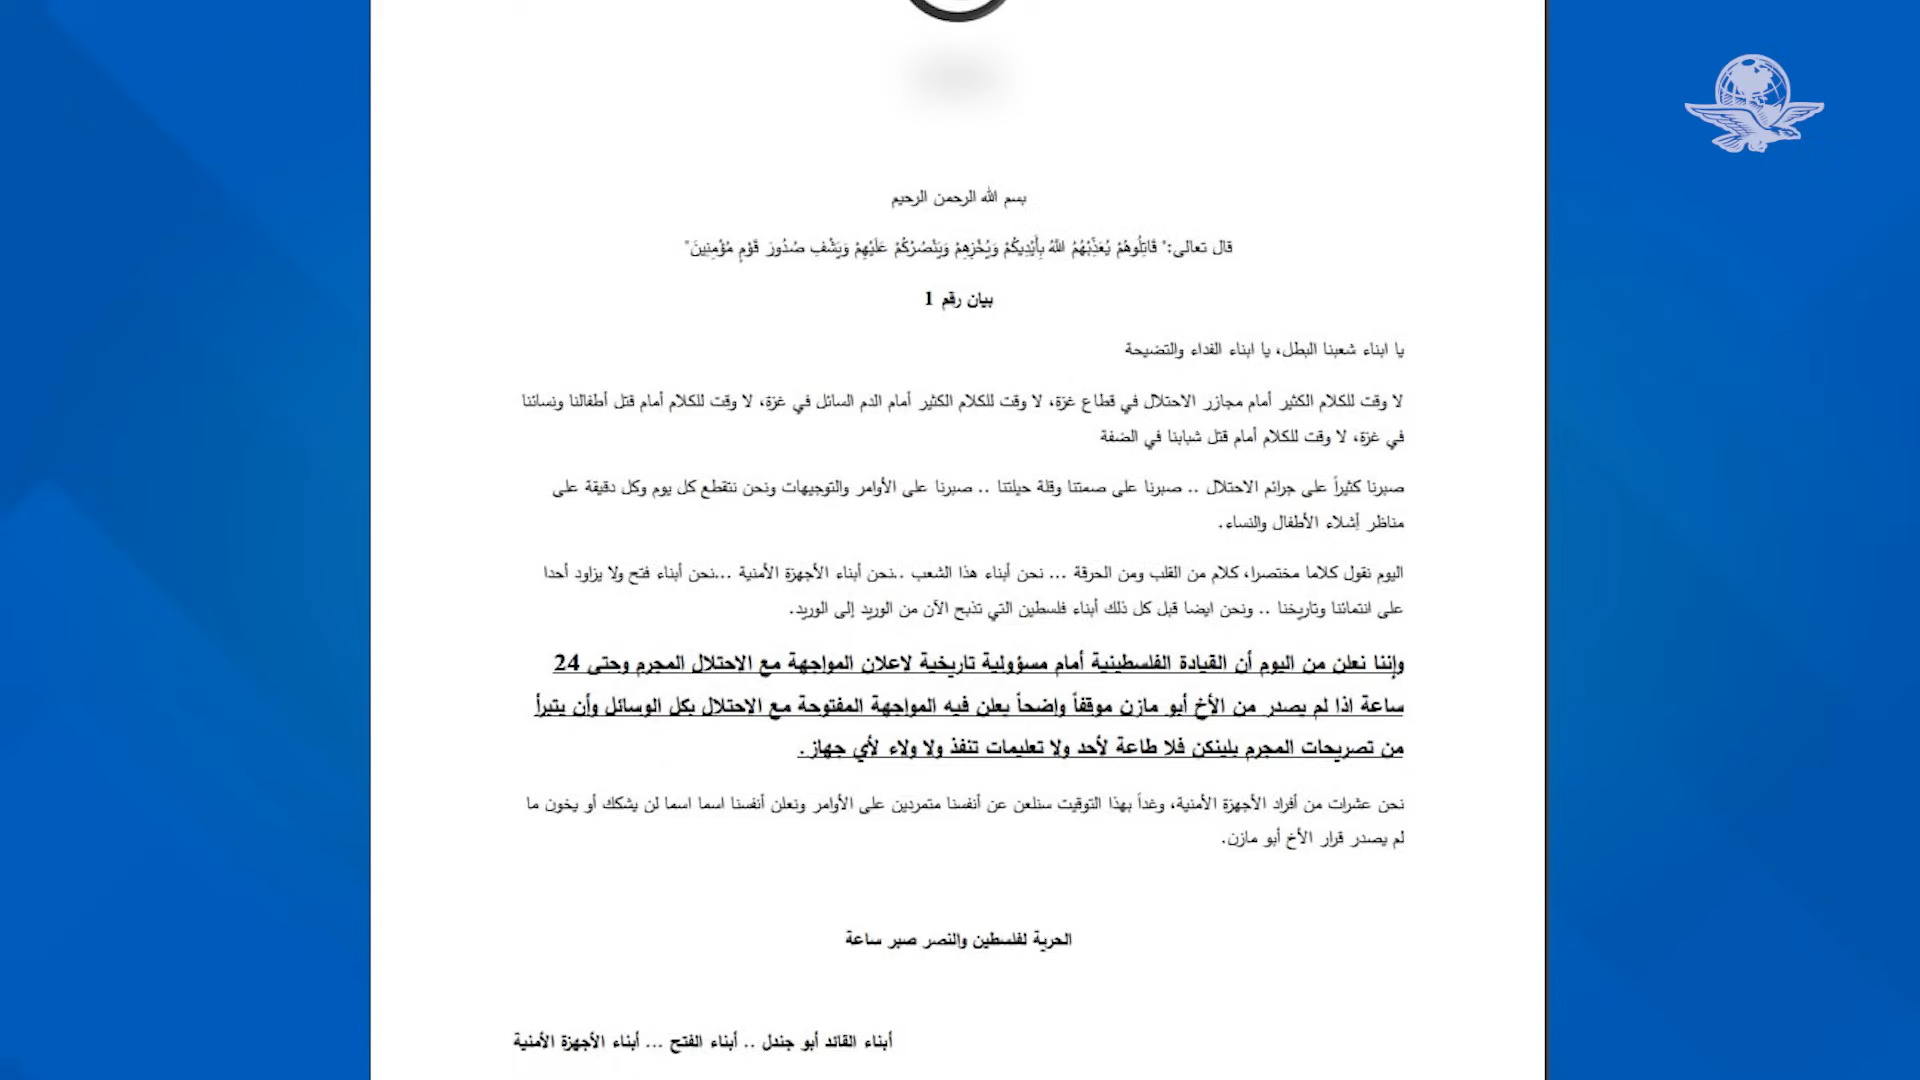 بسم الله الرحمن الرحيم
قال تعالى:" قَاتِلُوهُمْ يُعَذِّبْهُمُ اللَّهُ بِأَيْدِيكُمْ وَيُخْزِهِمْ وَيَنْصُرْكُمْ عَلَيْهِمْ وَيَشْفِ صُدُورَ قَوْمٍ مُؤْمِنِينَ"
بيان رقم 1
يا ابناء شعبنا البطل، يا ابناء الفداء والتضيحة
لا وقت للكلام الكثير أمام مجازر الاحتلال في قطاع غزة، لا وقت للكلام الكثير أمام الدم السائل في غزة، لا وقت للكلام أمام قتل أطفالنا ونسائنا
في غزة، لا وقت للكلام أمام قتل شبابنا في الضفة
صبرنا كثيراً على جرائم الاحتلال .. صبرنا على صمتنا وقلة حيلتنا .. صبرنا على الأوامر والتوجيهات ونحن نتقطع كل يوم وكل دقيقة على
مناظر أشلاء الأطفال والنساء.
اليوم نقول كلاما مختصرا، كلام من القلب ومن الحرقة ... نحن أبناء هذا الشعب ..نحن أبناء الأجهزة الأمنية ...نحن أبناء فتح ولا يزاود أحدا
على انتمائنا وتاريخنا .. ونحن ايضا قبل كل ذلك أبناء فلسطين التي تذبح الآن من الوريد إلى الوريد.
وإننا نعلن من اليوم أن القيادة الفلسطينية أمام مسؤولية تاريخية لاعلان المواجهة مع الاحتلال المجرم وحتى 24
ساعة اذا لم يصدر من الأخ أبو مازن موقفاً واضحاً يعلن فيه المواجهة المفتوحة مع الاحتلال بكل الوسائل وأن يتبرأ
من تصريحات المجرم بلينكن فلا طاعة لأحد ولا تعليمات تنفذ ولا ولاء لأي جهاز.
نحن عشرات من أفراد الأجهزة الأمنية، وغداً بهذا التوقيت سنلعن عن أنفسنا متمردين على الأوامر ونعلن أنفسنا اسما اسما لن يشكك أو يخون ما
لم يصدر قرار الأخ أبو مازن.
الحرية لفلسطين والنصر صبر ساعة
أبناء القائد أبو جندل .. أبناء الفتح ... أبناء الأجهزة الأمنية